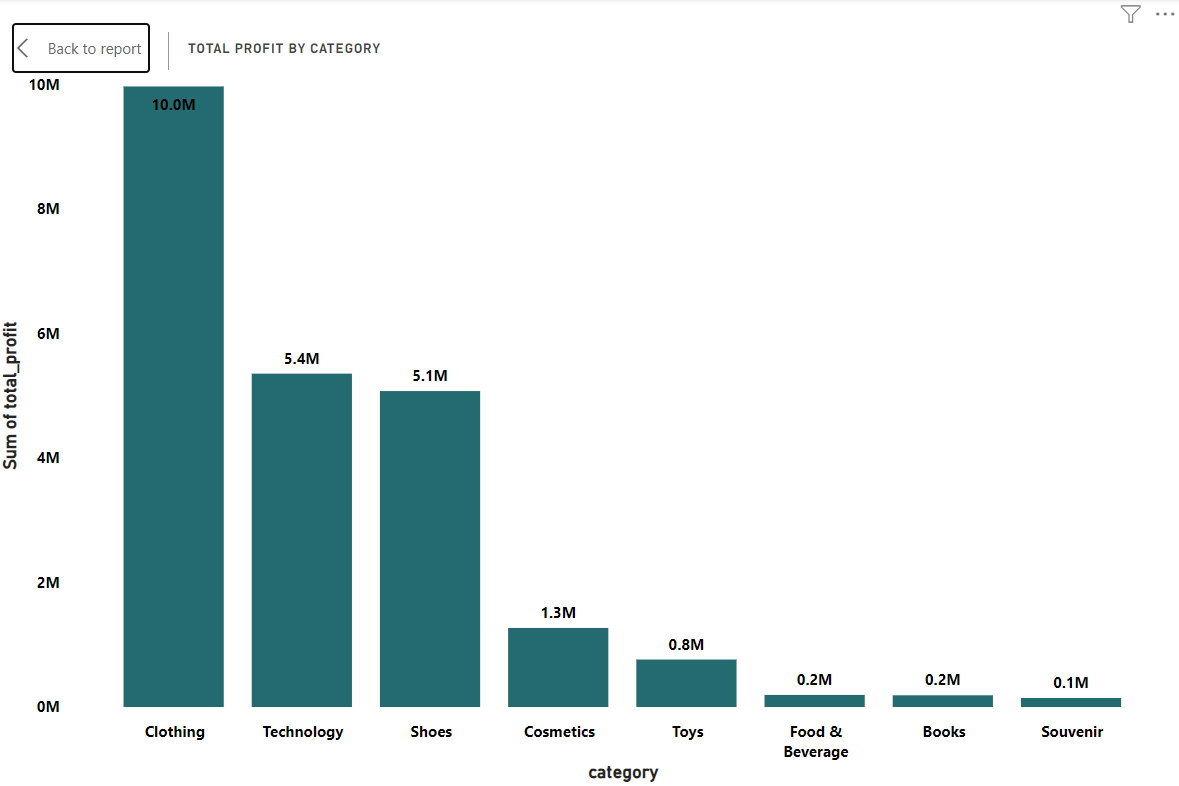 Back to report
TOTAL PROFIT BY CATEGORY
10M
8M
6M
4M
2M
0M
Sum of total_profit
10.0M
5.4M
5.1M
1.3M
0.8M
0.2M
0.2M
0.1M
Clothing
Technology
Shoes
Cosmetics
Toys
Food &
Beverage
Books
Souvenir
category